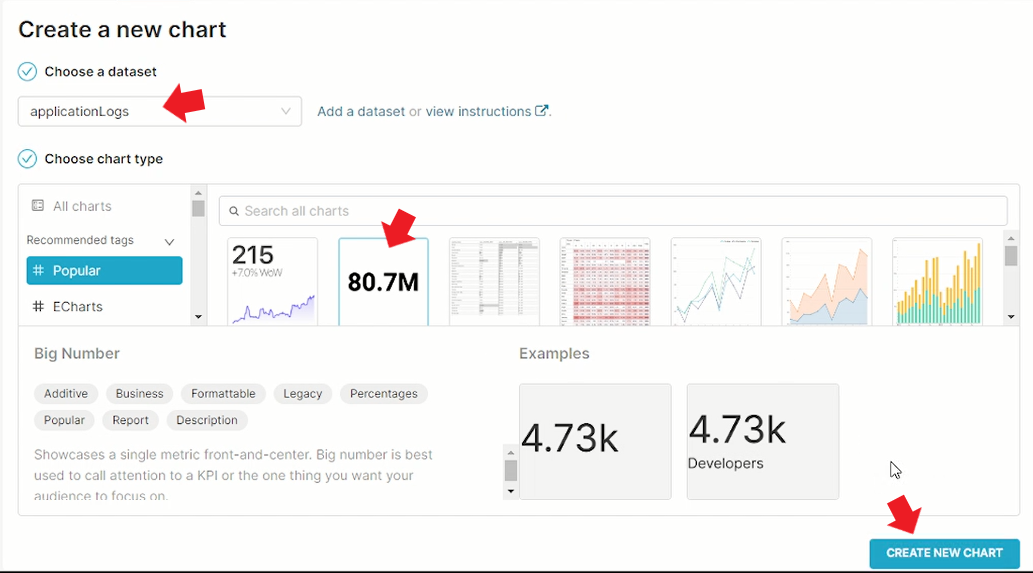 Create a new chart
Choose a dataset
applicationLogs
Add a dataset or view instructions.
Choose chart type
All charts
Search all charts
Recommended tags
# Popular
# ECharts
215
+7.0% WoW
80.7M
Big Number
Examples
Additive Business Formattable Legacy Percentages
Popular Report Description
Showcases a single metric front-and-center. Big number is best
used to call attention to a KPI or the one thing you want your
audience to focus on.
4.73k
4.73k
Developers
CREATE NEW CHART